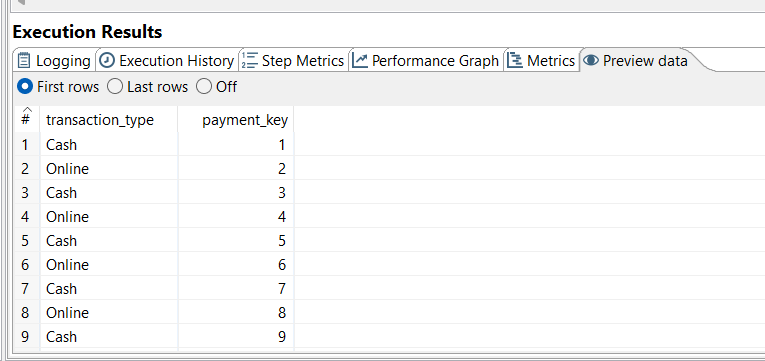 Execution Results
Logging Execution History Step Metrics Performance Graph Metrics Preview data
First rows Last rows Off
# transaction_type payment_key
1 Cash 1
2 Online 2
3 Cash 3
4 Online 4
5 Cash 5
6 Online 6
7 Cash 7
8 Online 8
9 Cash 9